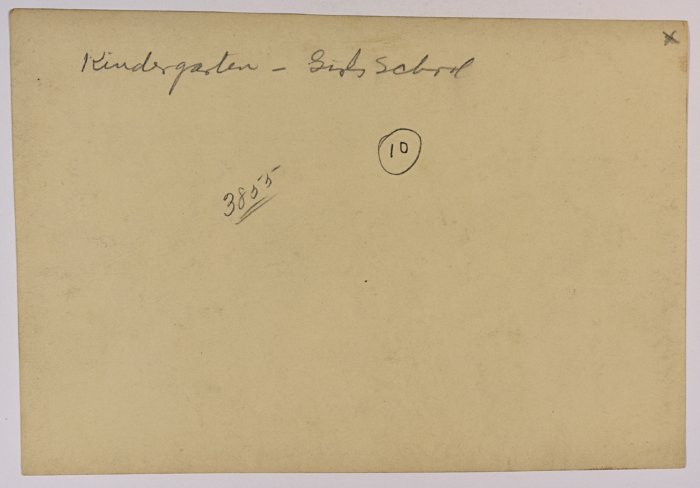 x
Kindergarten - Girls School
10
3855